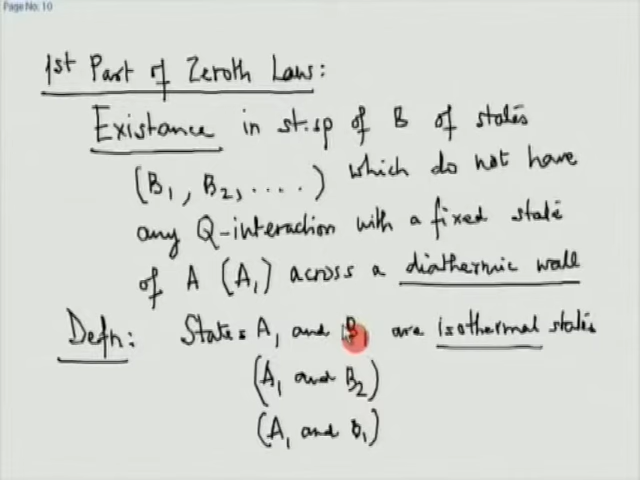 Page No: 10
1st Part of Zeroth Law:
Existance in st.sp of B of states
(B1, B2, ....) which do not have
any Q-interaction with a fixed state
of A (A1) across a diathermic wall
Defn: States A1 and B1 are isothermal states
(A1 and B2)
(A1 and B1)